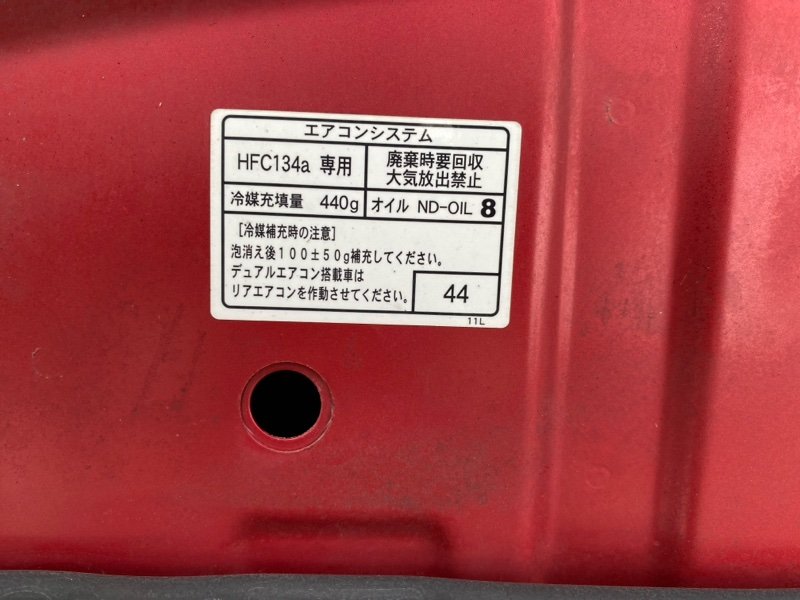 エアコンシステム
HFC134a 専用
廃棄時要回収
大気放出禁止
冷媒充填量 440g
オイル ND-OIL 8
[冷媒補充時の注意]
泡消え後100±50g補充してください。
デュアルエアコン搭載車は
リアエアコンを作動させてください。
44
11L